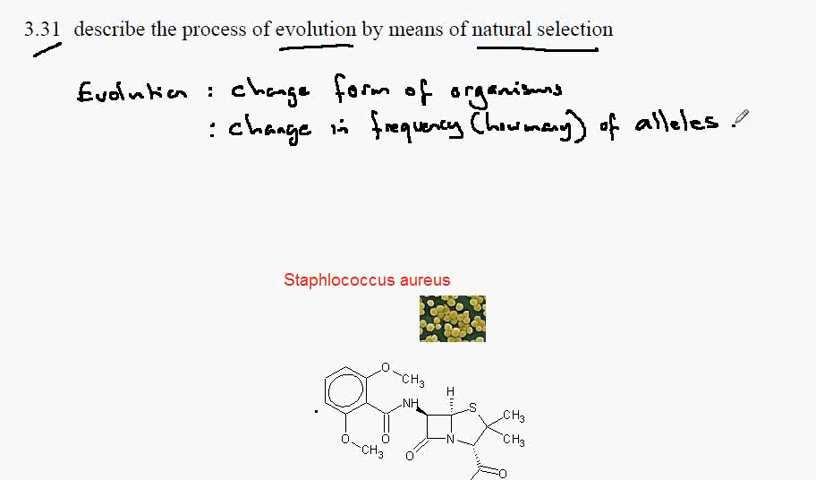 3.31 describe the process of evolution by means of natural selection
Evolution : change form of organisms
: change in frequency (how many) of alleles .
Staphlococcus aureus
O
CH3
H
NH
S
CH3
O
O
N
CH3
CH3
O
O